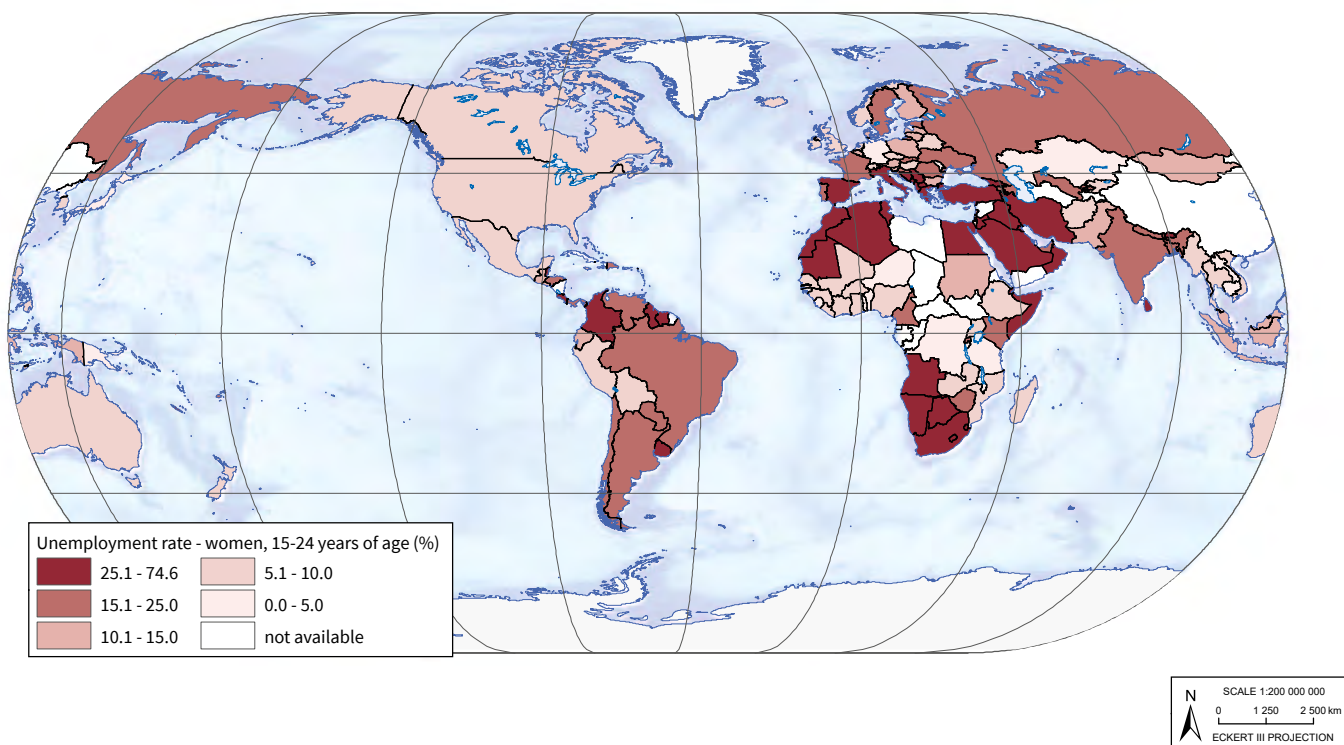 Unemployment rate - women, 15-24 years of age (%)
25.1 - 74.6
5.1 - 10.0
15.1 - 25.0
0.0 - 5.0
10.1 - 15.0
not available
N
SCALE 1:200 000 000
0 1 250 2 500 km
ECKERT III PROJECTION